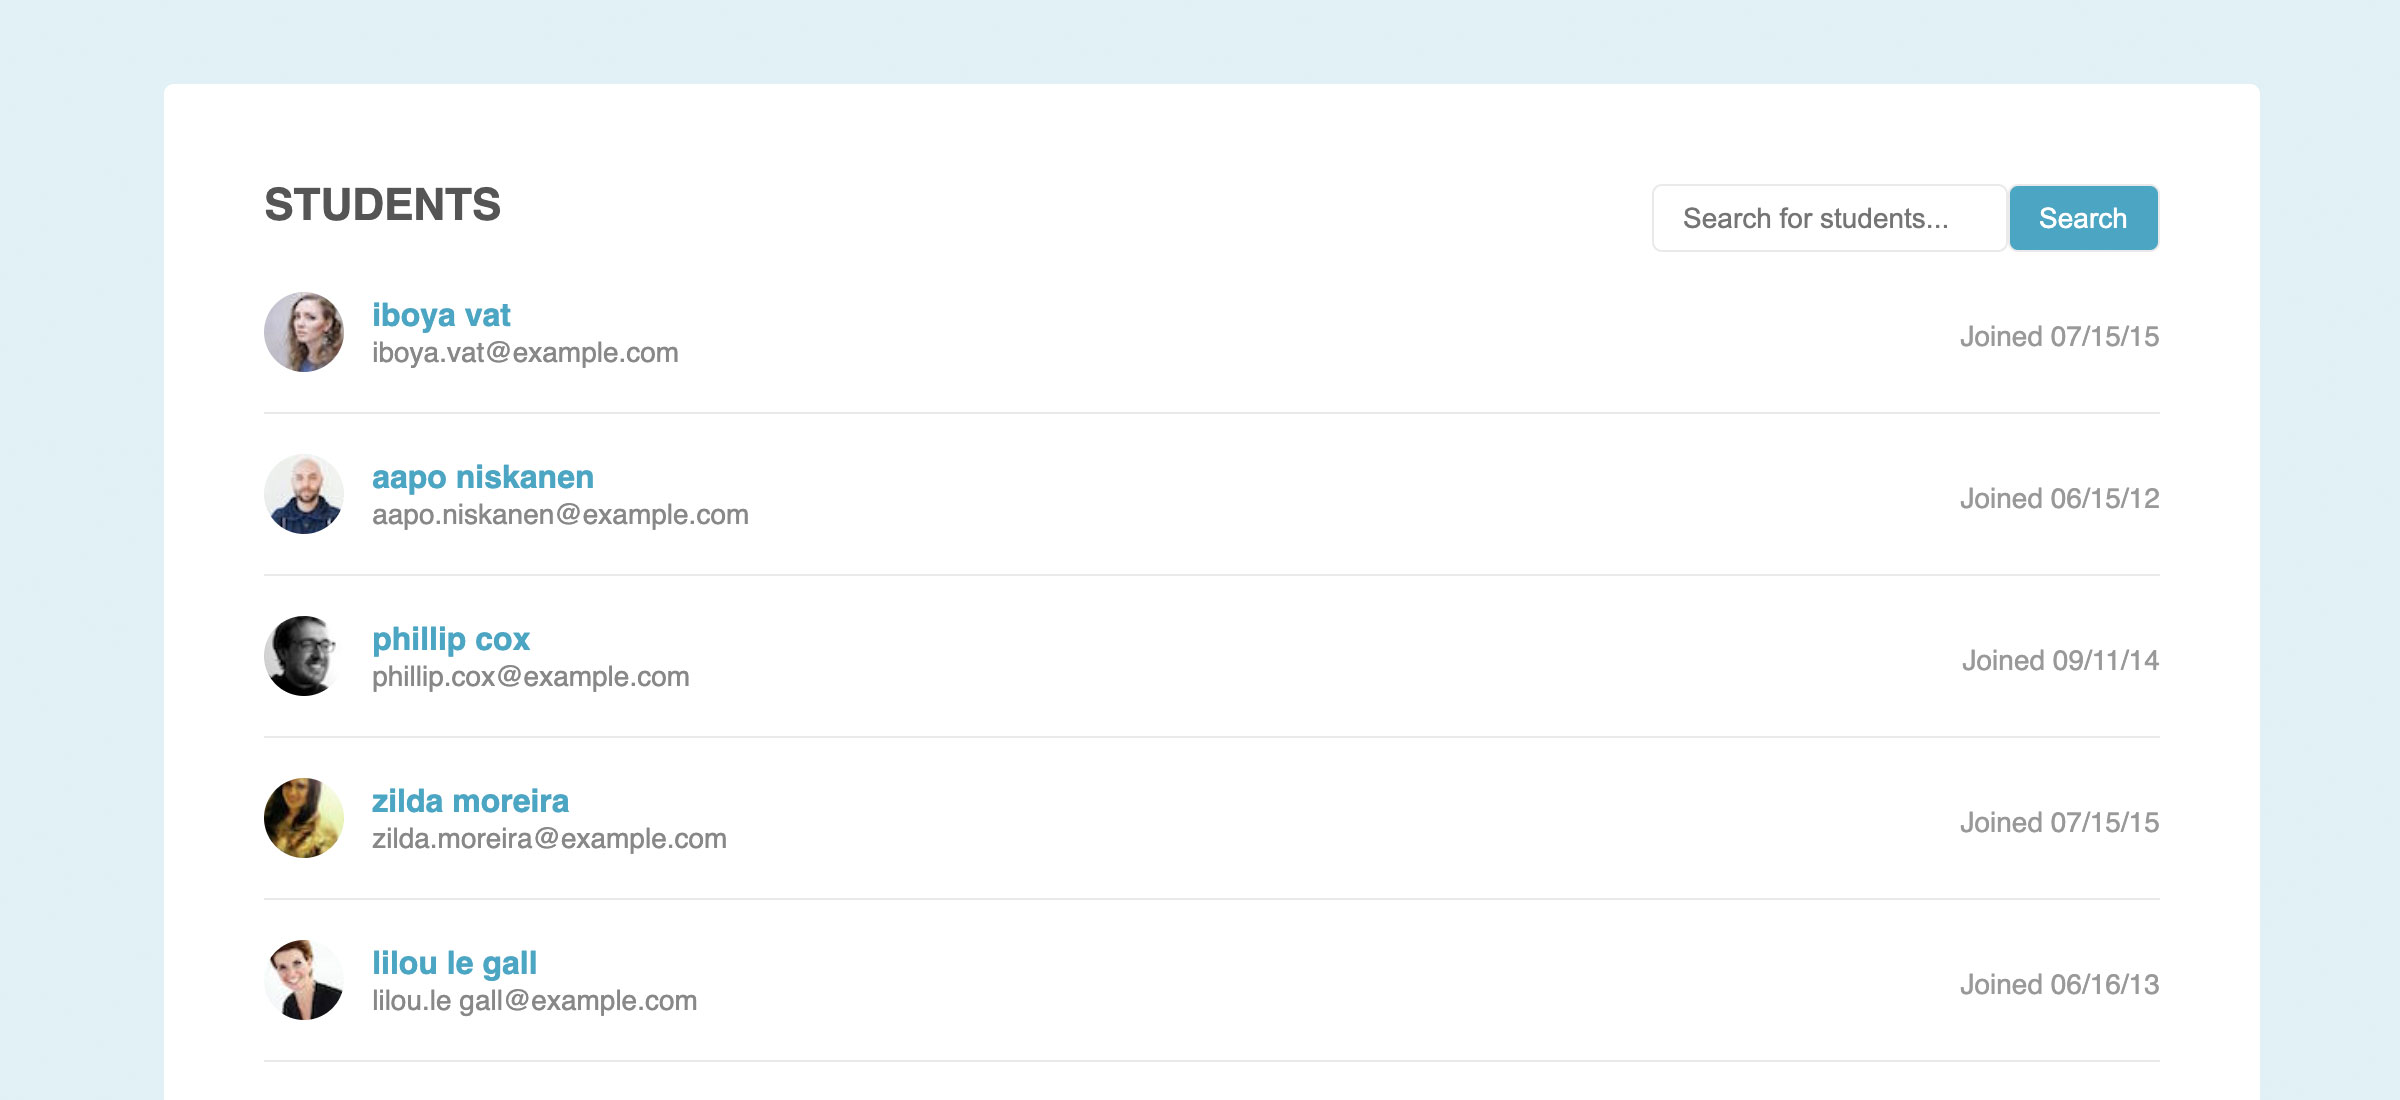 STUDENTS
Search for students...
Search
iboya vat
iboya.vat@example.com
Joined 07/15/15
aapo niskanen
aapo.niskanen@example.com
Joined 06/15/12
phillip cox
phillip.cox@example.com
Joined 09/11/14
zilda moreira
zilda.moreira@example.com
Joined 07/15/15
lilou le gall
lilou.le gall@example.com
Joined 06/16/13